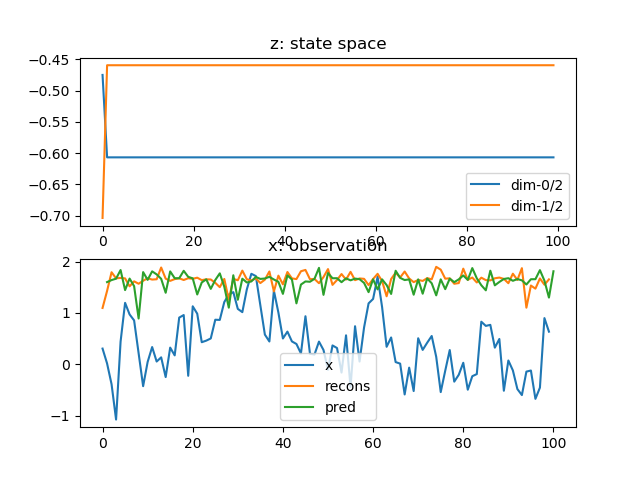 z: state space
−0.45
−0.50
−0.55
−0.60
−0.65
−0.70
dim-0/2
dim-1/2
0 20 40 60 80 100
x: observation
2
1
0
−1
x
recons
pred
0 20 40 60 80 100